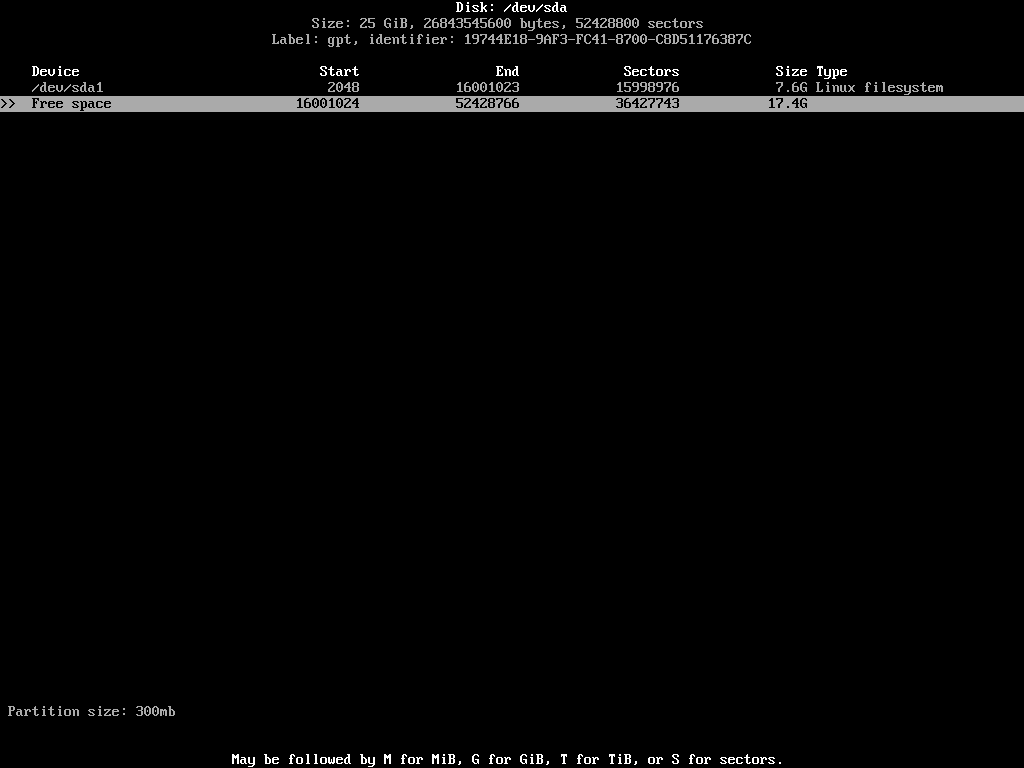 Disk: /dev/sda
Size: 25 GiB, 26843545600 bytes, 52428800 sectors
Label: gpt, identifier: 19744E18-9AF3-FC41-8700-C8D51176387C
Device Start End Sectors Size Type
/dev/sda1 2048 16001023 15998976 7.6G Linux filesystem
>> Free space 16001024 52428766 36427743 17.4G
Partition size: 300mb
May be followed by M for MiB, G for GiB, T for TiB, or S for sectors.